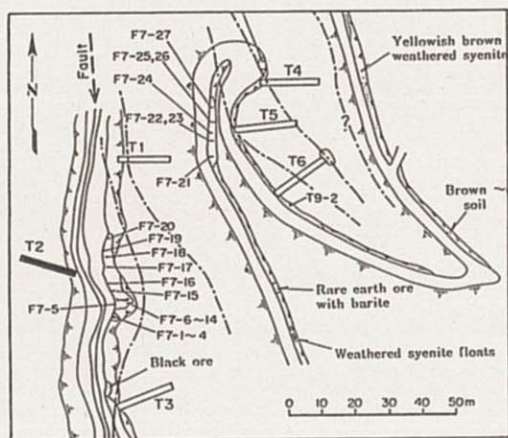 F7-27
F7-25,26
F7-24
F7-22,23
F7-21
Fault
N
T1
T2
T3
T4
T5
T6
T9-2
F7-20
F7-19
F7-18
F7-17
F7-16
F7-15
F7-5
F7-6~14
F7-1~4
Black ore
?
Yellowish brown
weathered syenite
Brown ~
soil
Rare earth ore
with barite
Weathered syenite floats
0 10 20 30 40 50m